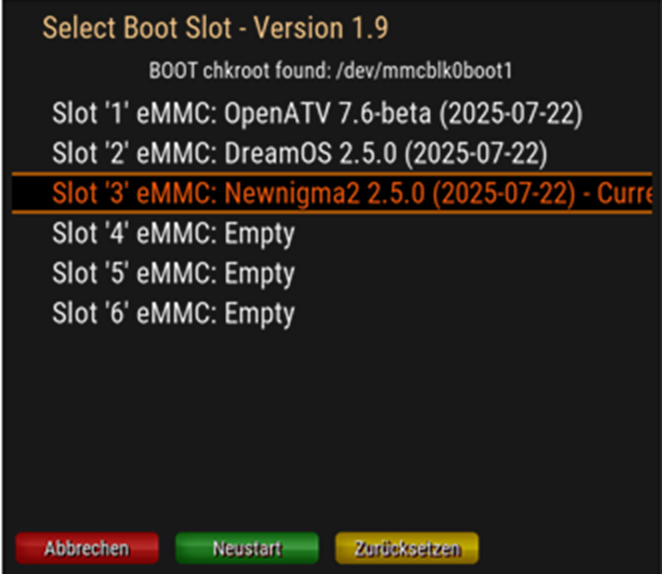 Select Boot Slot - Version 1.9
BOOT chkroot found: /dev/mmcblk0boot1
Slot '1' eMMC: OpenATV 7.6-beta (2025-07-22)
Slot '2' eMMC: DreamOS 2.5.0 (2025-07-22)
Slot '3' eMMC: Newnigma2 2.5.0 (2025-07-22) - Curre
Slot '4' eMMC: Empty
Slot '5' eMMC: Empty
Slot '6' eMMC: Empty
Abbrechen Neustart Zurücksetzen